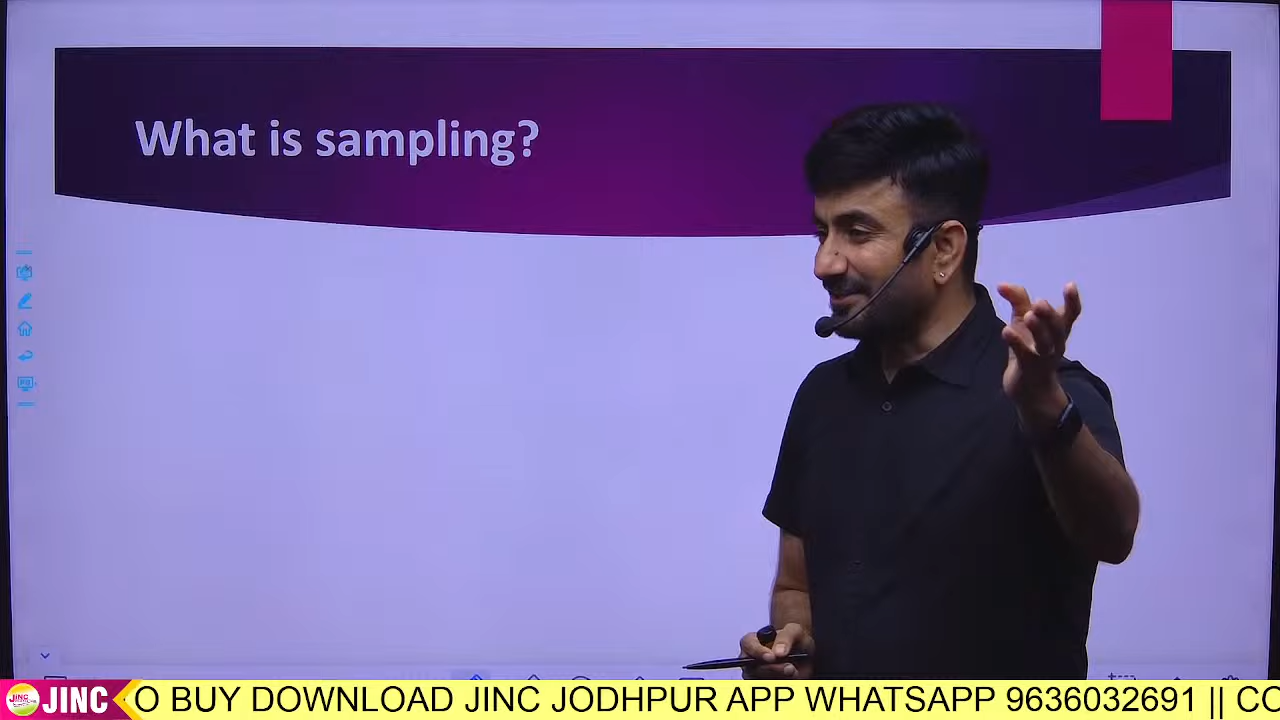 What is sampling?
JINC
O BUY DOWNLOAD JINC JODHPUR APP WHATSAPP 9636032691 || CO